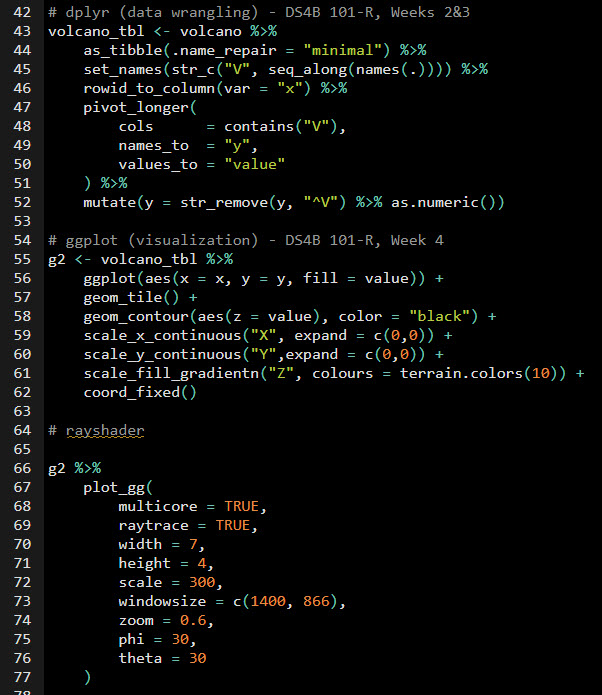 42 # dplyr (data wrangling) - DS4B 101-R, Weeks 2&3
43 volcano_tbl <- volcano %>%
44     as_tibble(.name_repair = "minimal") %>%
45     set_names(str_c("V", seq_along(names(.)))) %>%
46     rowid_to_column(var = "x") %>%
47     pivot_longer(
48         cols      = contains("V"),
49         names_to  = "y",
50         values_to = "value"
51     ) %>%
52     mutate(y = str_remove(y, "^V") %>% as.numeric())
53
54 # ggplot (visualization) - DS4B 101-R, Week 4
55 g2 <- volcano_tbl %>%
56     ggplot(aes(x = x, y = y, fill = value)) +
57     geom_tile() +
58     geom_contour(aes(z = value), color = "black") +
59     scale_x_continuous("X", expand = c(0,0)) +
60     scale_y_continuous("Y",expand = c(0,0)) +
61     scale_fill_gradientn("Z", colours = terrain.colors(10)) +
62     coord_fixed()
63
64 # rayshader
65
66 g2 %>%
67     plot_gg(
68         multicore = TRUE,
69         raytrace = TRUE,
70         width = 7,
71         height = 4,
72         scale = 300,
73         windowsize = c(1400, 866),
74         zoom = 0.6,
75         phi = 30,
76         theta = 30
77     )
78